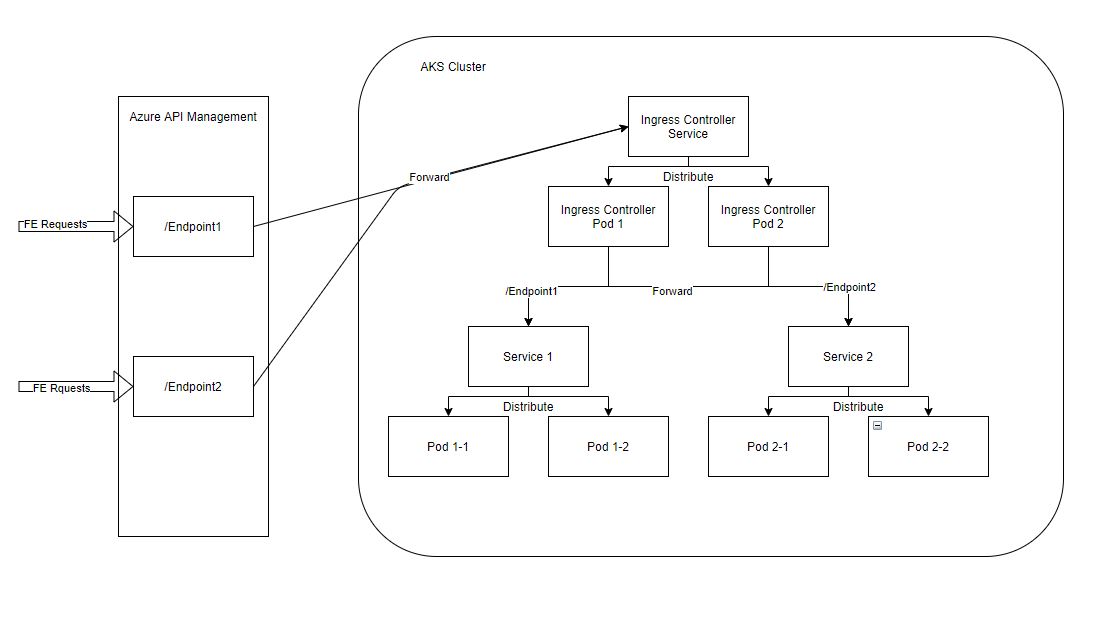 AKS Cluster
Azure API Management
Ingress Controller
Service
Forward
Distribute
FE Requests
/Endpoint1
Ingress Controller
Pod 1
Ingress Controller
Pod 2
/Endpoint1
Forward
/Endpoint2
Service 1
Service 2
FE Rquests
/Endpoint2
Distribute
Distribute
Pod 1-1
Pod 1-2
Pod 2-1
Pod 2-2